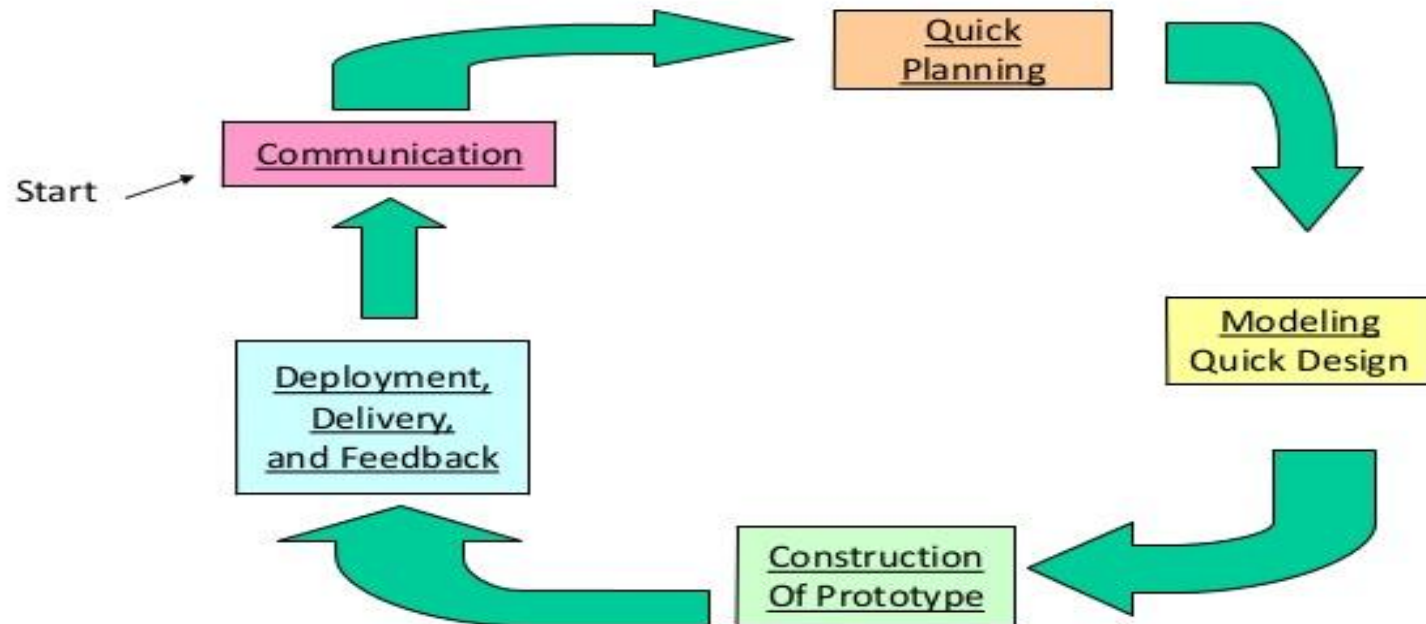 Quick
Planning
Communication
Start
Modeling
Quick Design
Deployment,
Delivery,
and Feedback
Construction
Of Prototype